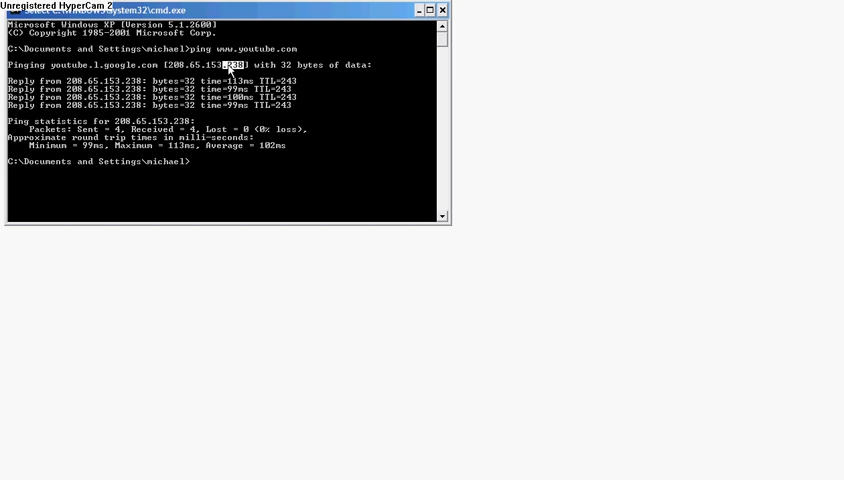 Unregistered HyperCam 2
Select C:\WINDOWS\System32\cmd.exe
Microsoft Windows XP [Version 5.1.2600]
(C) Copyright 1985-2001 Microsoft Corp.
C:\Documents and Settings\michael>ping www.youtube.com
Pinging youtube.l.google.com [208.65.153.238] with 32 bytes of data:
Reply from 208.65.153.238: bytes=32 time=113ms TTL=243
Reply from 208.65.153.238: bytes=32 time=99ms TTL=243
Reply from 208.65.153.238: bytes=32 time=100ms TTL=243
Reply from 208.65.153.238: bytes=32 time=99ms TTL=243
Ping statistics for 208.65.153.238:
Packets: Sent = 4, Received = 4, Lost = 0 (0% loss),
Approximate round trip times in milli-seconds:
Minimum = 99ms, Maximum = 113ms, Average = 102ms
C:\Documents and Settings\michael>